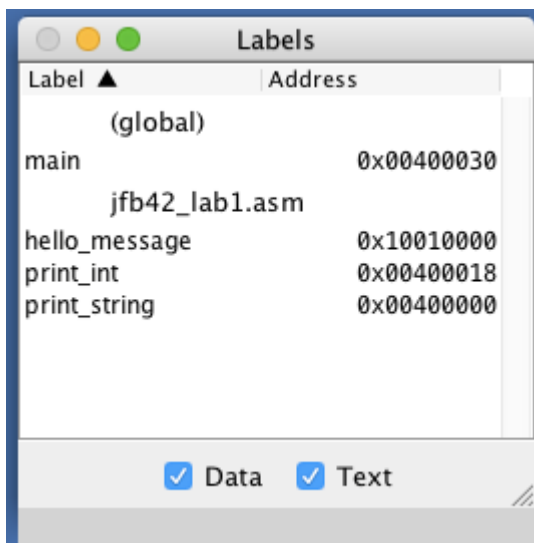 Labels
Label ▲ Address
(global)
main 0x00400030
jfb42_lab1.asm
hello_message 0x10010000
print_int 0x00400018
print_string 0x00400000
Data Text